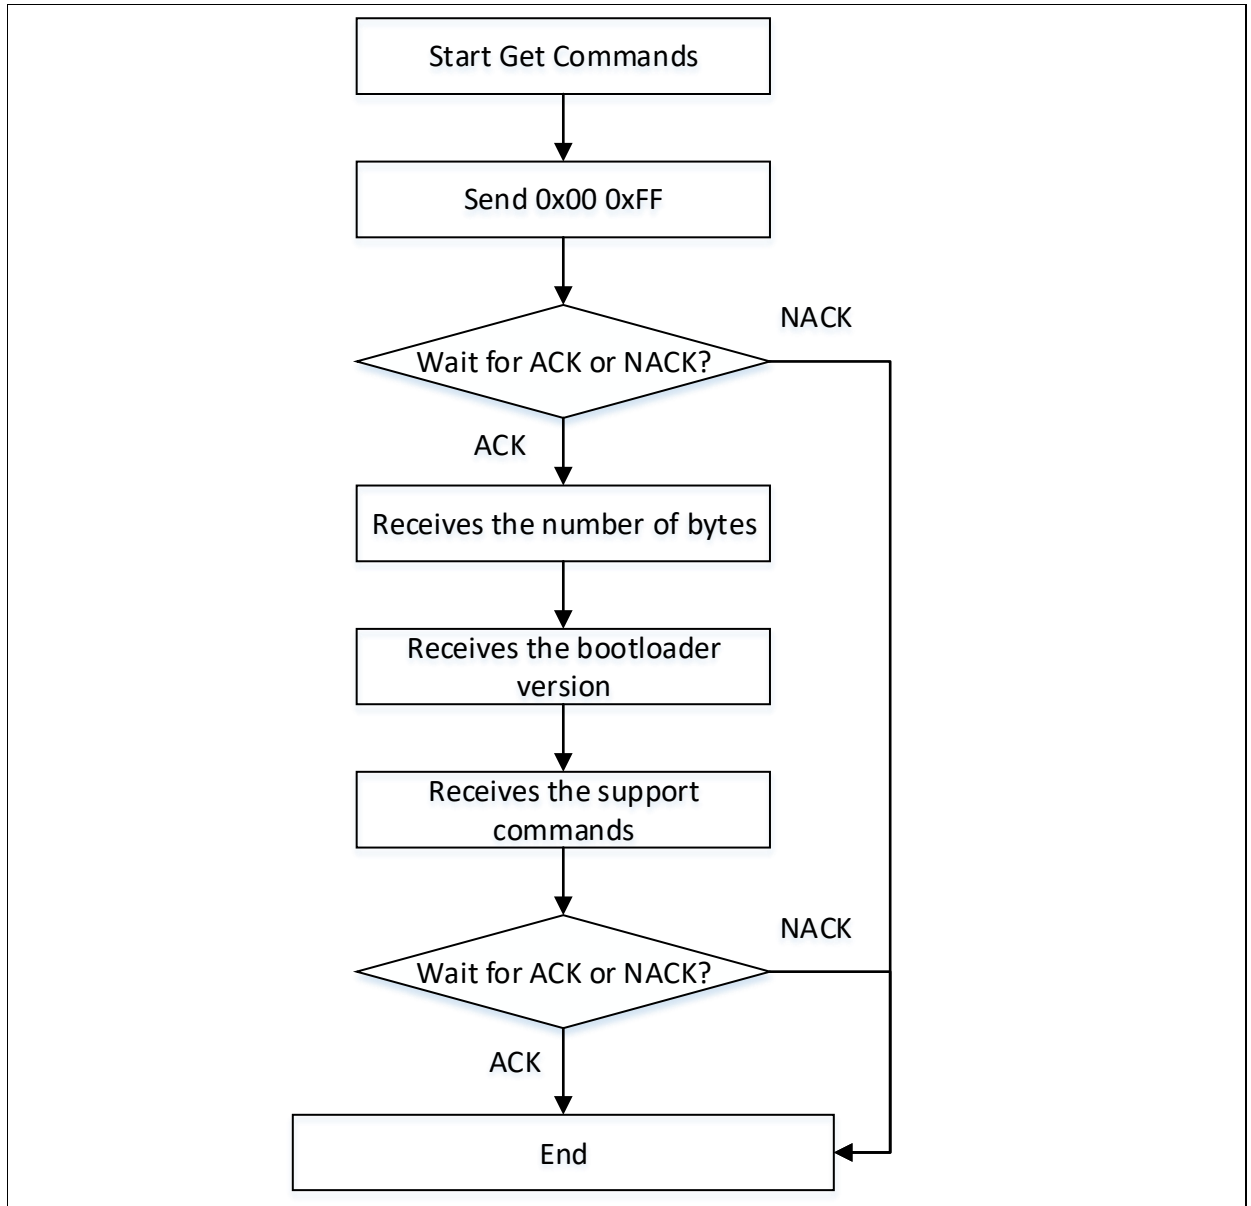 Start Get Commands
Send 0x00 0xFF
NACK
Wait for ACK or NACK?
ACK
Receives the number of bytes
Receives the bootloader
version
Receives the support
commands
NACK
Wait for ACK or NACK?
ACK
End